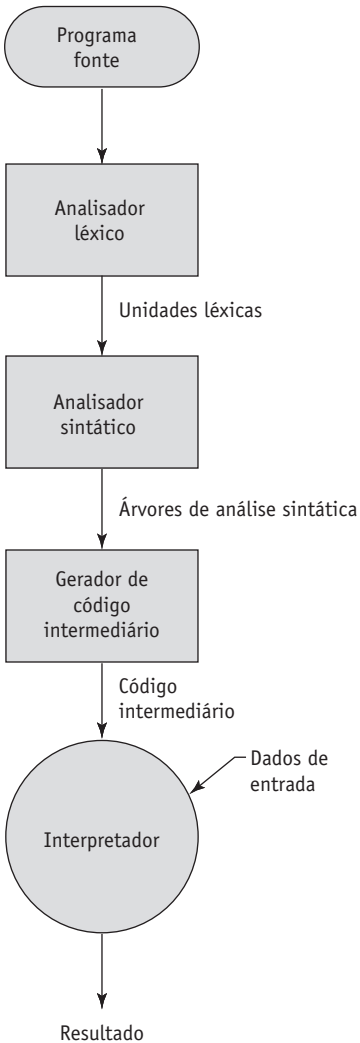 Programa
fonte
Analisador
léxico
Unidades léxicas
Analisador
sintático
Árvores de análise sintática
Gerador de
código
intermediário
Código
intermediário
Dados de
entrada
Interpretador
Resultado